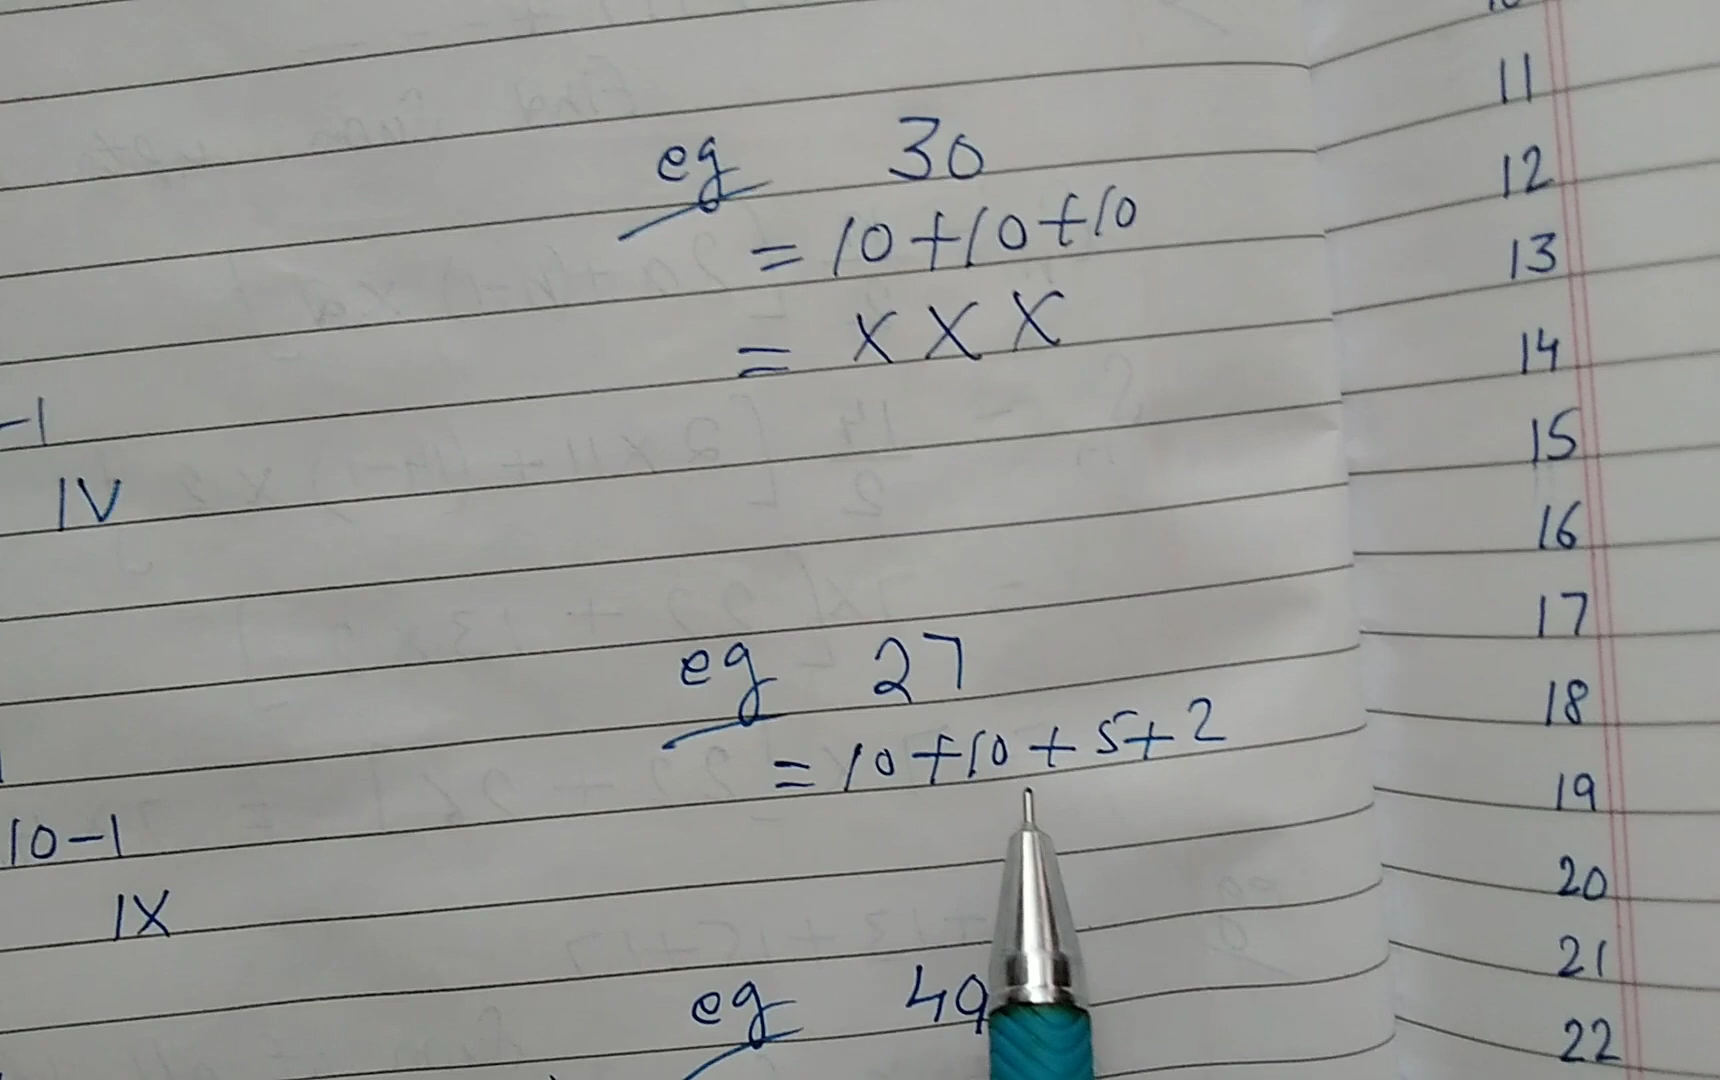 eg 30
= 10+10+10
= X X X
-1
IV
eg 27
= 10+10+5+2
10-1
IX
eg 49
11
12
13
14
15
16
17
18
19
20
21
22